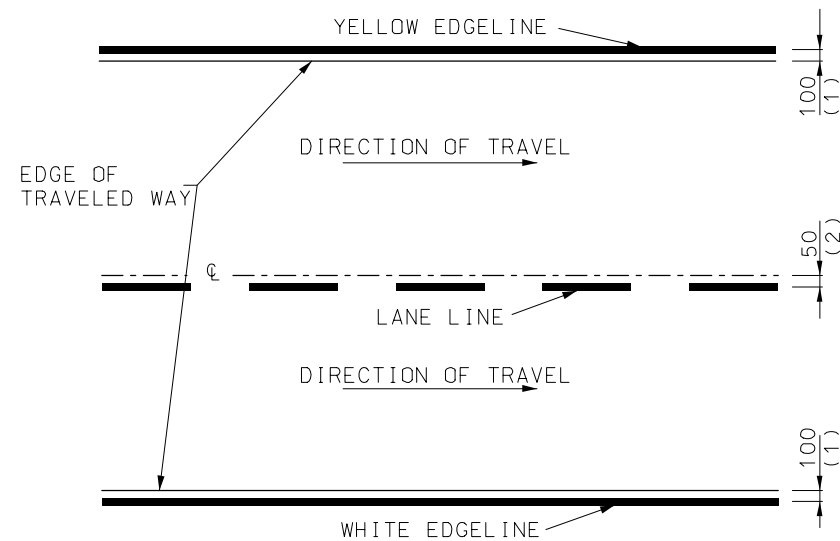 YELLOW EDGELINE
100
(1)
DIRECTION OF TRAVEL
EDGE OF
TRAVELED WAY
50
(2)
℄
LANE LINE
DIRECTION OF TRAVEL
100
(1)
WHITE EDGELINE